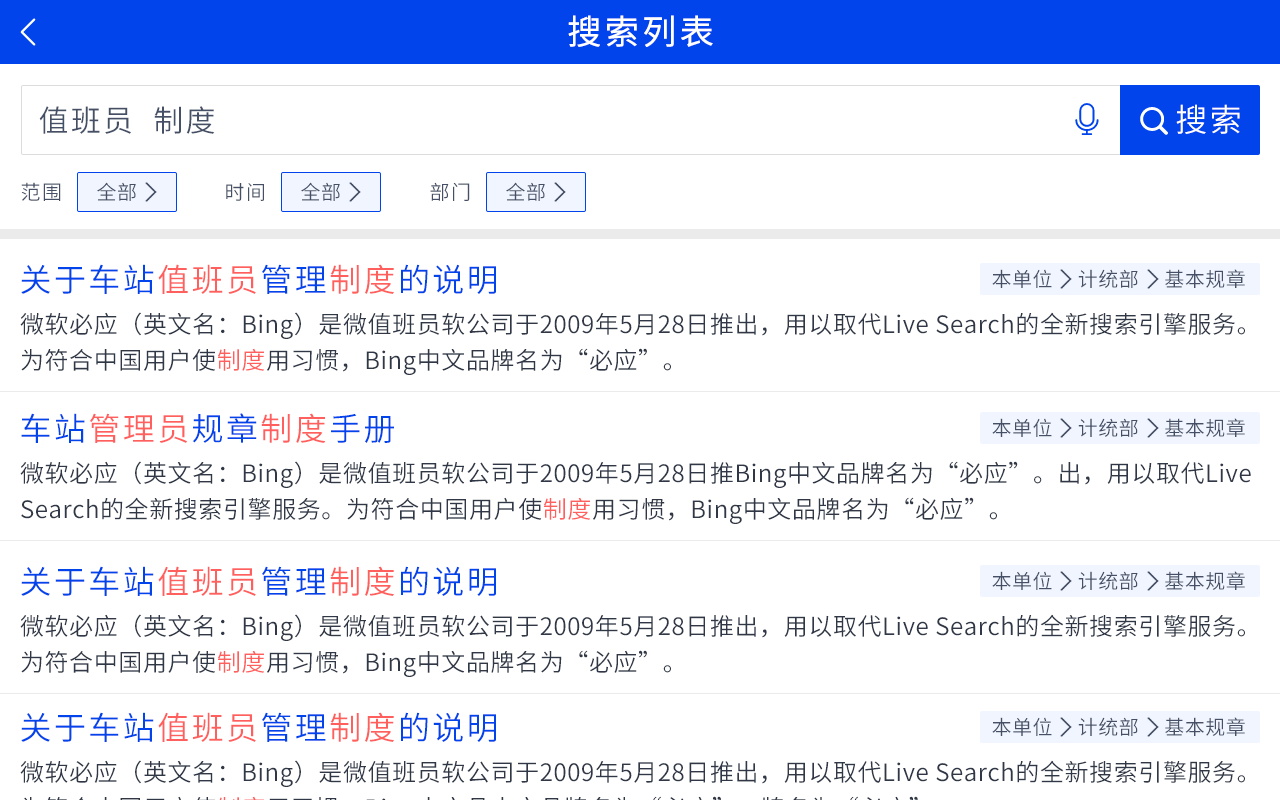 搜索列表
值班员 制度
搜索
范围 全部 时间 全部 部门 全部
关于车站值班员管理制度的说明
本单位 > 计统部 > 基本规章
微软必应（英文名：Bing）是微值班员软公司于2009年5月28日推出，用以取代Live Search的全新搜索引擎服务。
为符合中国用户使制度用习惯，Bing中文品牌名为“必应”。
车站管理员规章制度手册
本单位 > 计统部 > 基本规章
微软必应（英文名：Bing）是微值班员软公司于2009年5月28日推Bing中文品牌名为“必应”。出，用以取代Live
Search的全新搜索引擎服务。为符合中国用户使制度用习惯，Bing中文品牌名为“必应”。
关于车站值班员管理制度的说明
本单位 > 计统部 > 基本规章
微软必应（英文名：Bing）是微值班员软公司于2009年5月28日推出，用以取代Live Search的全新搜索引擎服务。
为符合中国用户使制度用习惯，Bing中文品牌名为“必应”。
关于车站值班员管理制度的说明
本单位 > 计统部 > 基本规章
微软必应（英文名：Bing）是微值班员软公司于2009年5月28日推出，用以取代Live Search的全新搜索引擎服务。